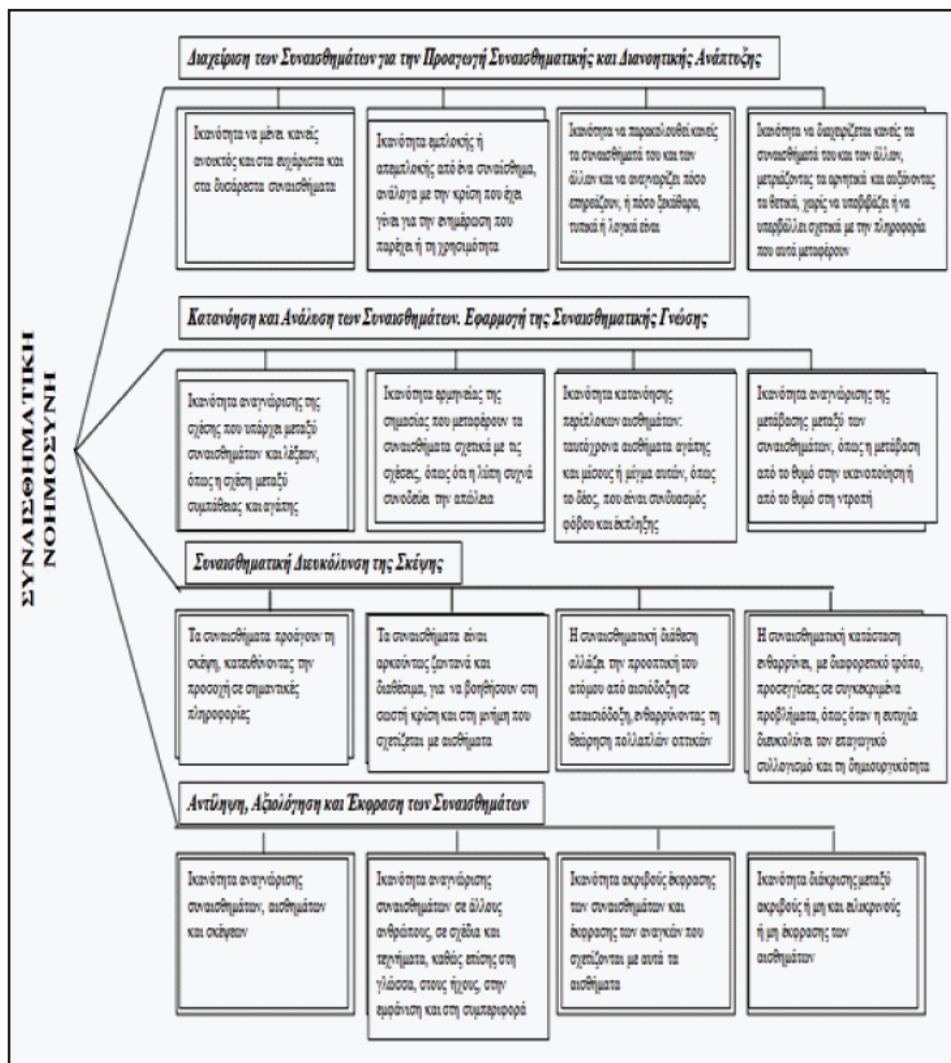 ΣΥΝΑΙΣΘΗΜΑΤΙΚΗ
ΝΟΗΜΟΣΥΝΗ
Διαχείριση των Συναισθημάτων για την Προαγωγή Συναισθηματικής και Διανοητικής Ανάπτυξης
Ικανότητα να μένει κανείς
ανοικτός και στα ευχάριστα και
στα δυσάρεστα συναισθήματα
Ικανότητα εμπλοκής ή
απεμπλοκής από ένα συναίσθημα,
ανάλογα με την κρίση που έχει
γίνει για την ενημέρωση που
παρέχει ή τη χρησιμότητα
Ικανότητα να παρακολουθεί κανείς
τα συναισθήματά του και των
άλλων και να αναγνωρίζει πόσο
επηρεάζουν, ή πόσο ξεκάθαρα,
τυπικά ή λογικά είναι
Ικανότητα να διαχειρίζεται κανείς τα
συναισθήματά του και των άλλων,
μετριάζοντας τα αρνητικά και αυξάνοντας
τα θετικά, χωρίς να υποβιβάζει ή να
υπερβάλλει σχετικά με την πληροφορία
που αυτά μεταφέρουν
Κατανόηση και Ανάλυση των Συναισθημάτων. Εφαρμογή της Συναισθηματικής Γνώσης
Ικανότητα αναγνώρισης της
σχέσης που υπάρχει μεταξύ
συναισθημάτων και λέξεων,
όπως η σχέση μεταξύ
συμπάθειας και αγάπης
Ικανότητα ερμηνείας της
σημασίας που μεταφέρουν τα
συναισθήματα σχετικά με τις
σχέσεις, όπως ότι η λύπη συχνά
συνοδεύει την απώλεια
Ικανότητα κατανόησης
περίπλοκων αισθημάτων:
ταυτόχρονα αισθήματα αγάπης
και μίσους ή μίγμα αυτών, όπως
το δέος, που είναι συνδυασμός
φόβου και έκπληξης
Ικανότητα αναγνώρισης της
μετάβασης μεταξύ των
συναισθημάτων, όπως η μετάβαση
από το θυμό στην ικανοποίηση ή
από το θυμό στη ντροπή
Συναισθηματική Διευκόλυνση της Σκέψης
Τα συναισθήματα προάγουν τη
σκέψη, κατευθύνοντας την
προσοχή σε σημαντικές
πληροφορίες
Τα συναισθήματα είναι
αρκούντως ζωντανά και
διαθέσιμα, για να βοηθήσουν στη
σωστή κρίση και στη μνήμη που
σχετίζεται με αισθήματα
Η συναισθηματική διάθεση
αλλάζει την προοπτική του
ατόμου από αισιόδοξη σε
απαισιόδοξη, ενθαρρύνοντας τη
θεώρηση πολλαπλών οπτικών
Η συναισθηματική κατάσταση
ενθαρρύνει, με διαφορετικό τρόπο,
προσεγγίσεις σε συγκεκριμένα
προβλήματα, όπως όταν η ευτυχία
διευκολύνει τον επαγωγικό
συλλογισμό και τη δημιουργικότητα
Αντίληψη, Αξιολόγηση και Έκφραση των Συναισθημάτων
Ικανότητα αναγνώρισης
συναισθημάτων, αισθημάτων
και σκέψεων
Ικανότητα αναγνώρισης
συναισθημάτων σε άλλους
ανθρώπους, σε σχέδια και
τεχνήματα, καθώς επίσης στη
γλώσσα, στους ήχους, στην
εμφάνιση και στη συμπεριφορά
Ικανότητα ακριβούς έκφρασης
των συναισθημάτων και
έκφρασης των αναγκών που
σχετίζονται με αυτά τα
αισθήματα
Ικανότητα διάκρισης μεταξύ
ακριβούς ή μη και ειλικρινούς
ή μη έκφρασης των
αισθημάτων